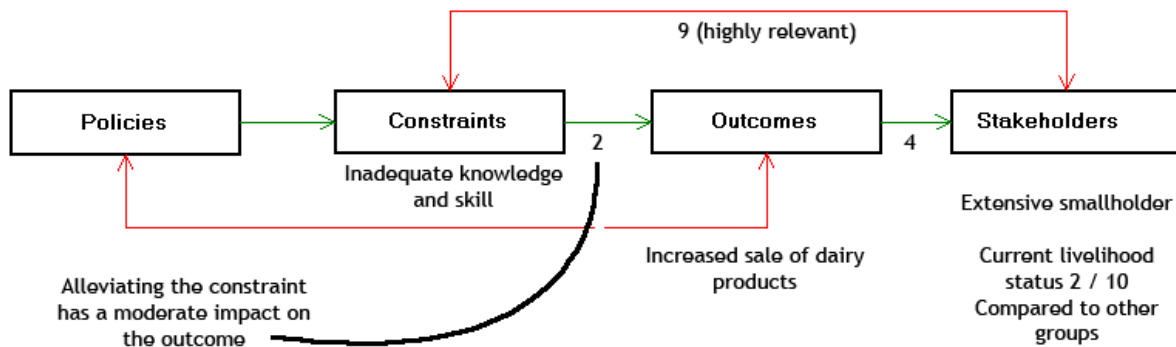 9 (highly relevant)
Policies
Constraints
Outcomes
Stakeholders
2
4
Inadequate knowledge
and skill
Extensive smallholder
Increased sale of dairy
products
Current livelihood
status 2 / 10
Compared to other
groups
Alleviating the constraint
has a moderate impact on
the outcome